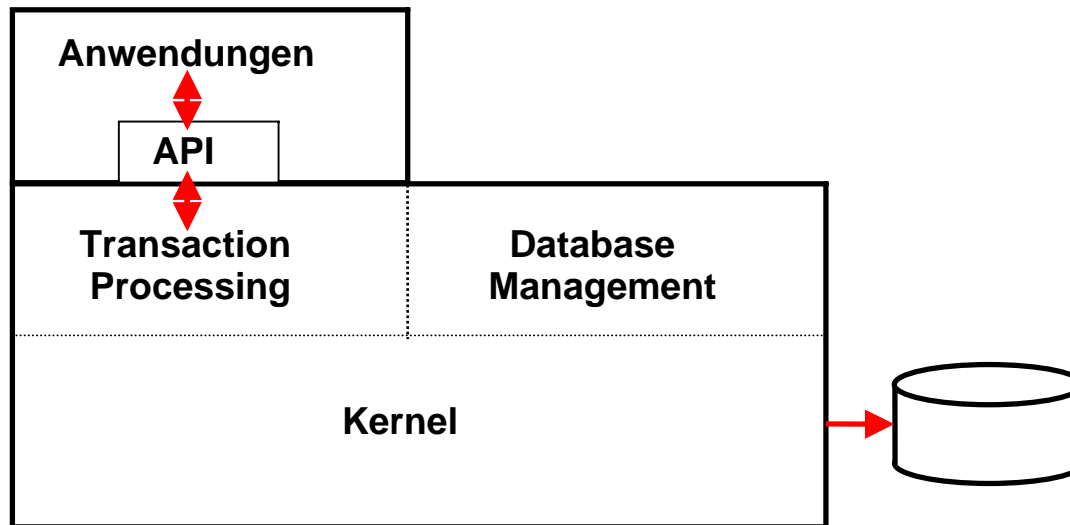 Anwendungen
API
Transaction
Processing
Database
Management
Kernel